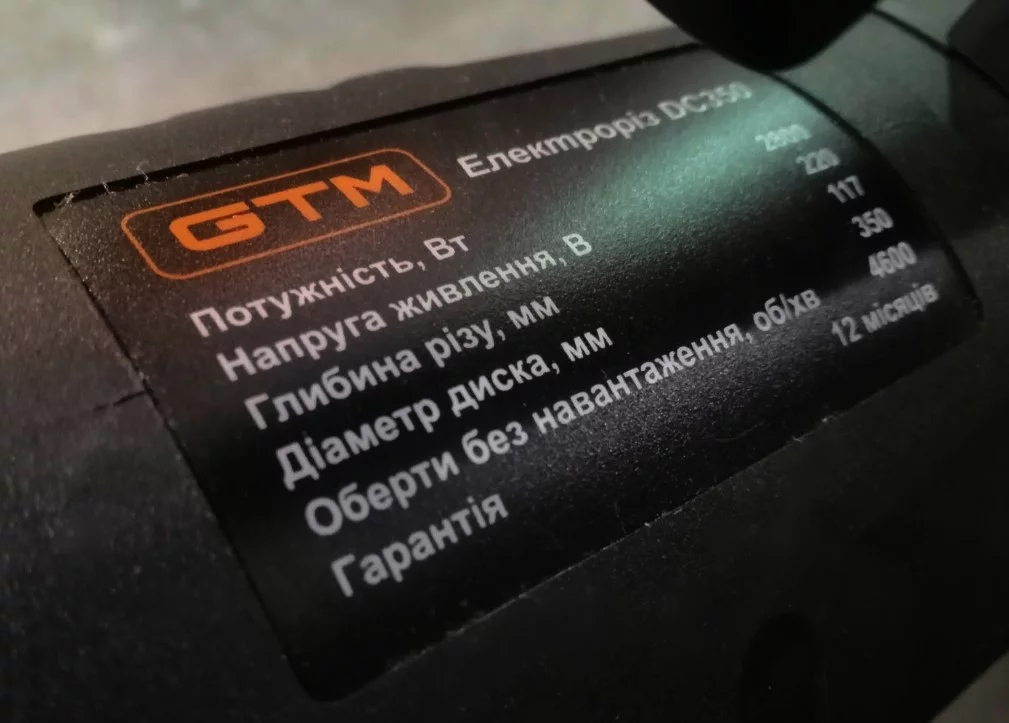 GTM Електроріз DC350
Потужність, Вт 2800
Напруга живлення, В 220
Глибина різу, мм 117
Діаметр диска, мм 350
Оберти без навантаження, об/хв 4600
Гарантія 12 місяців